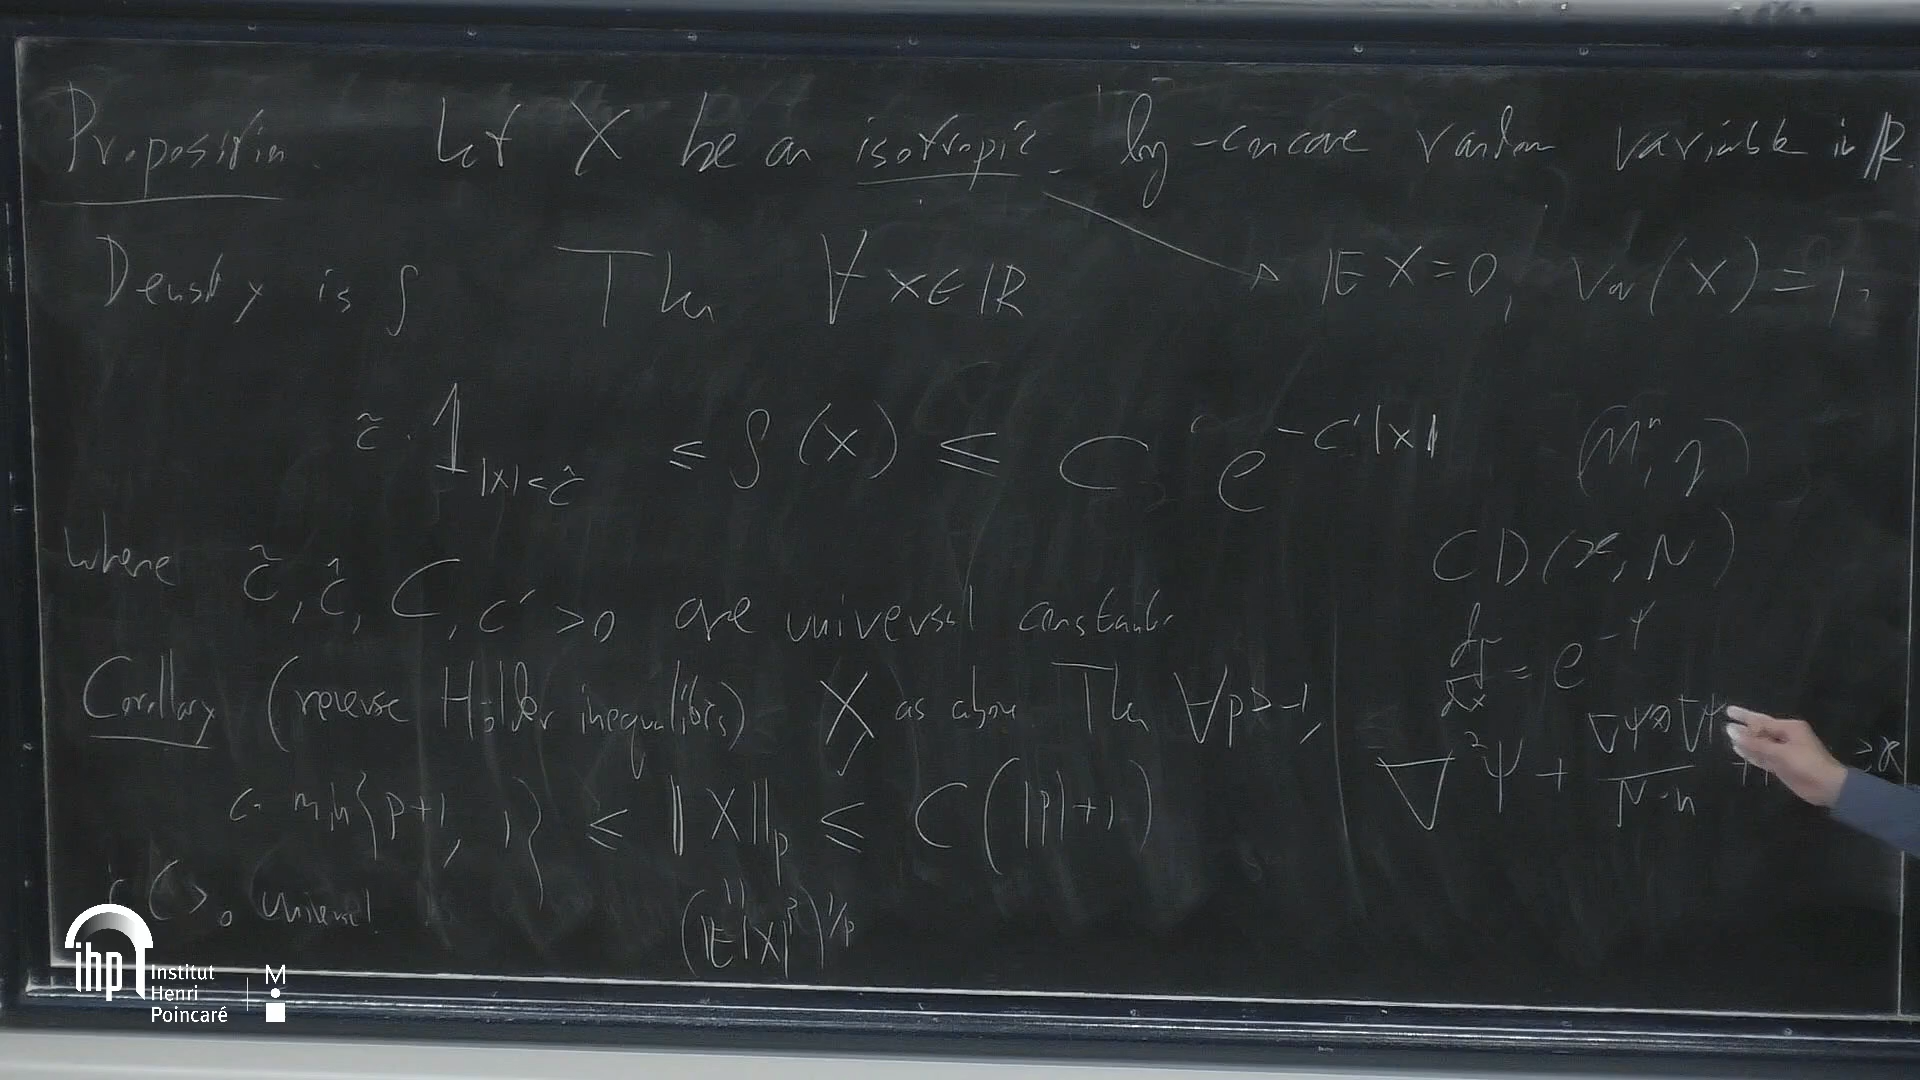 Proposition. Let X be an isotropic log-concave random variable in ℝ
Density is ρ Then ∀ x∈ℝ
→ 𝔼X=0, Var(X)=1.
c̃·𝟙_{|x|<ĉ} ≤ ρ(x) ≤ C e^{-c'|x|}
where c̃, ĉ, C, c' >0 are universal constants
Corollary (reverse Hölder inequalities) X as above Then ∀p>-1,
c·min{p+1, 1} ≤ ‖X‖_p ≤ C(|p|+1)
C>0 universal
(𝔼|X|^p)^{1/p}
(M^n, g)
CD(ϰ, N)
= e^{-ψ}
∇²ψ + ∇ψ⊗∇ψ / N-n
ihp Institut
Henri
Poincaré
M